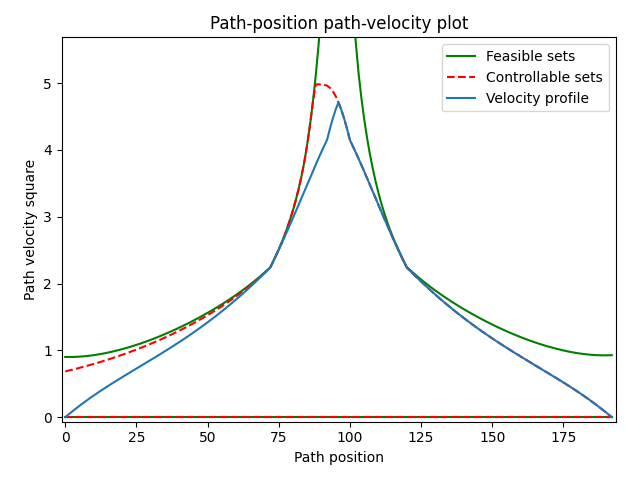 Path-position path-velocity plot
Feasible sets
Controllable sets
Velocity profile
Path velocity square
5
4
3
2
1
0
0 25 50 75 100 125 150 175
Path position